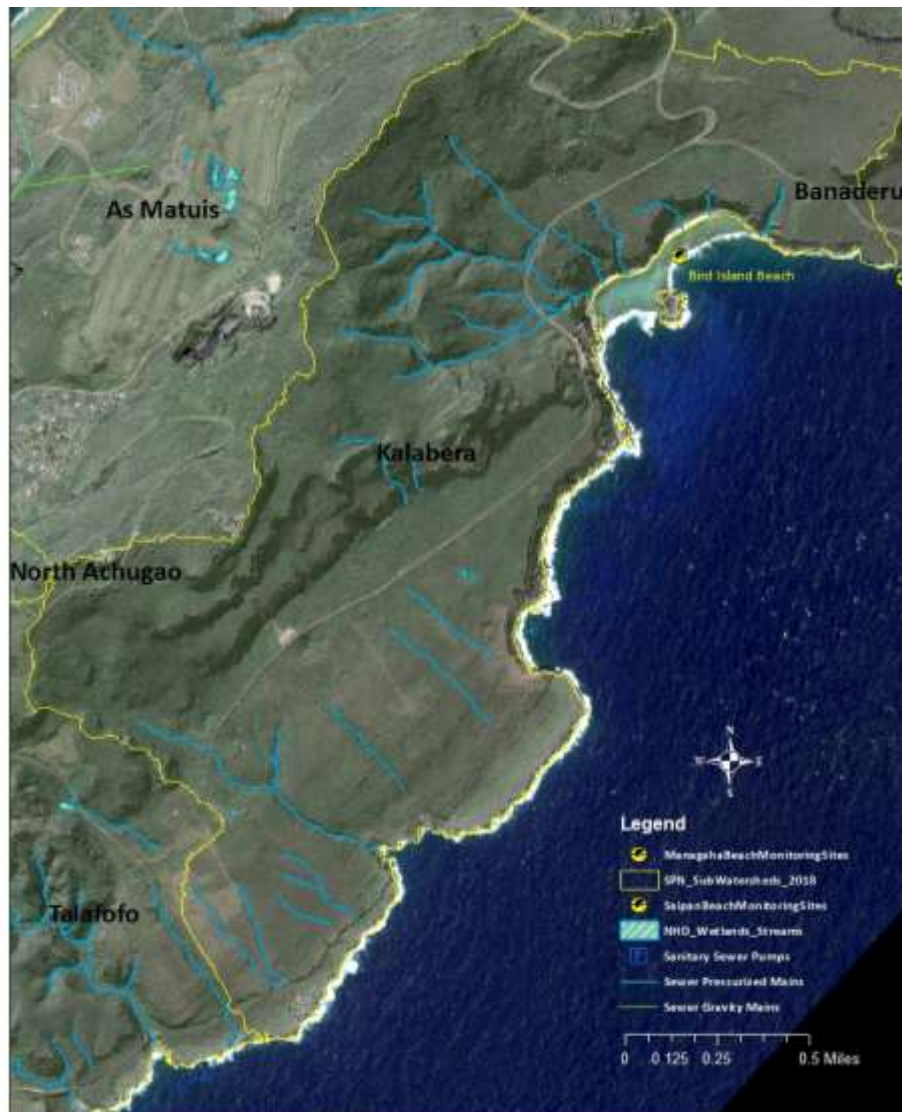 Banaderu
As Matuis
Bird Island Beach
Kalabera
North Achugao
Talafofo
N
W
E
S
Legend
ManagahaBeachMonitoringSites
SPN_SubWatersheds_2018
SaipanBeachMonitoringSites
NHD_Wetlands_Streams
Sanitary Sewer Pumps
Sewer Pressurized Mains
Sewer Gravity Mains
0 0.125 0.25 0.5 Miles